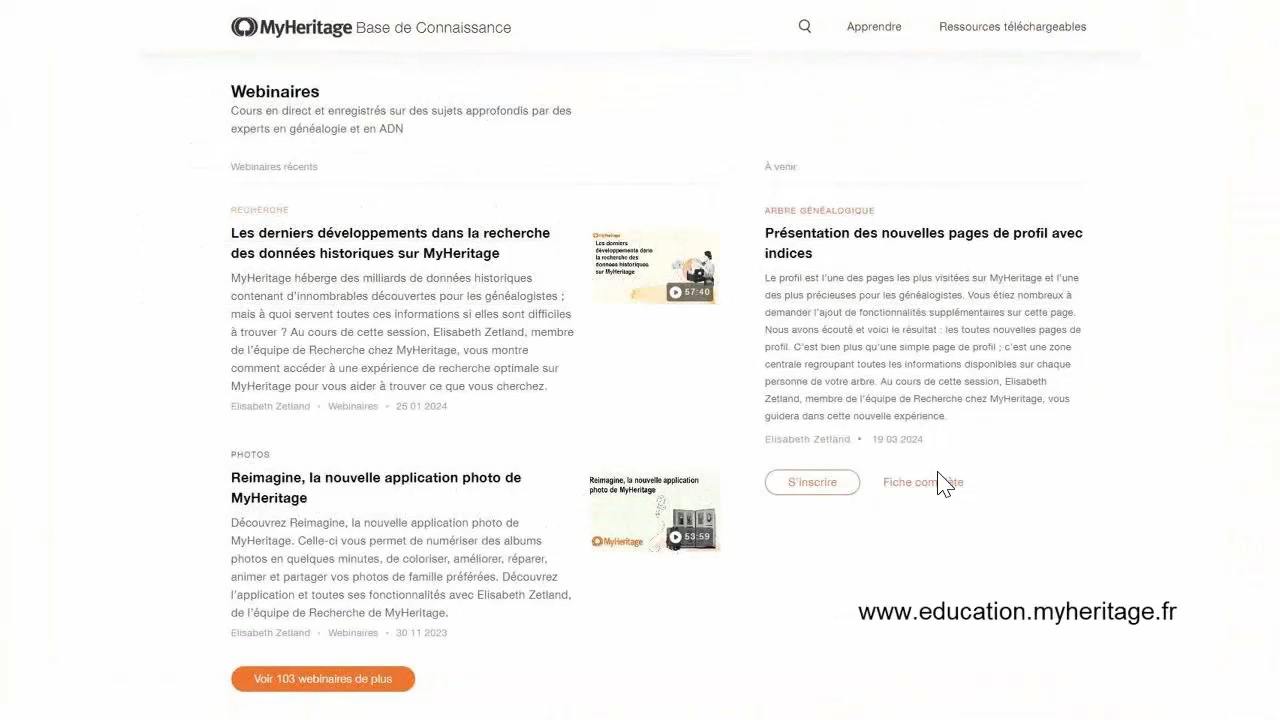 MyHeritage Base de Connaissance
Apprendre
Ressources téléchargeables
Webinaires
Cours en direct et enregistrés sur des sujets approfondis par des
experts en généalogie et en ADN
Webinaires récents
RECHERCHE
Les derniers développements dans la recherche
des données historiques sur MyHeritage
MyHeritage héberge des milliards de données historiques
contenant d'innombrables découvertes pour les généalogistes ;
mais à quoi servent toutes ces informations si elles sont difficiles
à trouver ? Au cours de cette session, Elisabeth Zetland, membre
de l'équipe de Recherche chez MyHeritage, vous montre
comment accéder à une expérience de recherche optimale sur
MyHeritage pour vous aider à trouver ce que vous cherchez.
Elisabeth Zetland • Webinaires • 25 01 2024
MyHeritage
Les derniers
développements dans
la recherche des
données historiques
sur MyHeritage
57:40
PHOTOS
Reimagine, la nouvelle application photo de
MyHeritage
Découvrez Reimagine, la nouvelle application photo de
MyHeritage. Celle-ci vous permet de numériser des albums
photos en quelques minutes, de coloriser, améliorer, réparer,
animer et partager vos photos de famille préférées. Découvrez
l'application et toutes ses fonctionnalités avec Elisabeth Zetland,
de l'équipe de Recherche de MyHeritage.
Elisabeth Zetland • Webinaires • 30 11 2023
Reimagine, la nouvelle application
photo de MyHeritage
MyHeritage
53:59
Voir 103 webinaires de plus
À venir
ARBRE GÉNÉALOGIQUE
Présentation des nouvelles pages de profil avec
indices
Le profil est l'une des pages les plus visitées sur MyHeritage et l'une
des plus précieuses pour les généalogistes. Vous étiez nombreux à
demander l'ajout de fonctionnalités supplémentaires sur cette page.
Nous avons écouté et voici le résultat : les toutes nouvelles pages de
profil. C'est bien plus qu'une simple page de profil ; c'est une zone
centrale regroupant toutes les informations disponibles sur chaque
personne de votre arbre. Au cours de cette session, Elisabeth
Zetland, membre de l'équipe de Recherche chez MyHeritage, vous
guidera dans cette nouvelle expérience.
Elisabeth Zetland • 19 03 2024
S'inscrire
Fiche complète
www.education.myheritage.fr